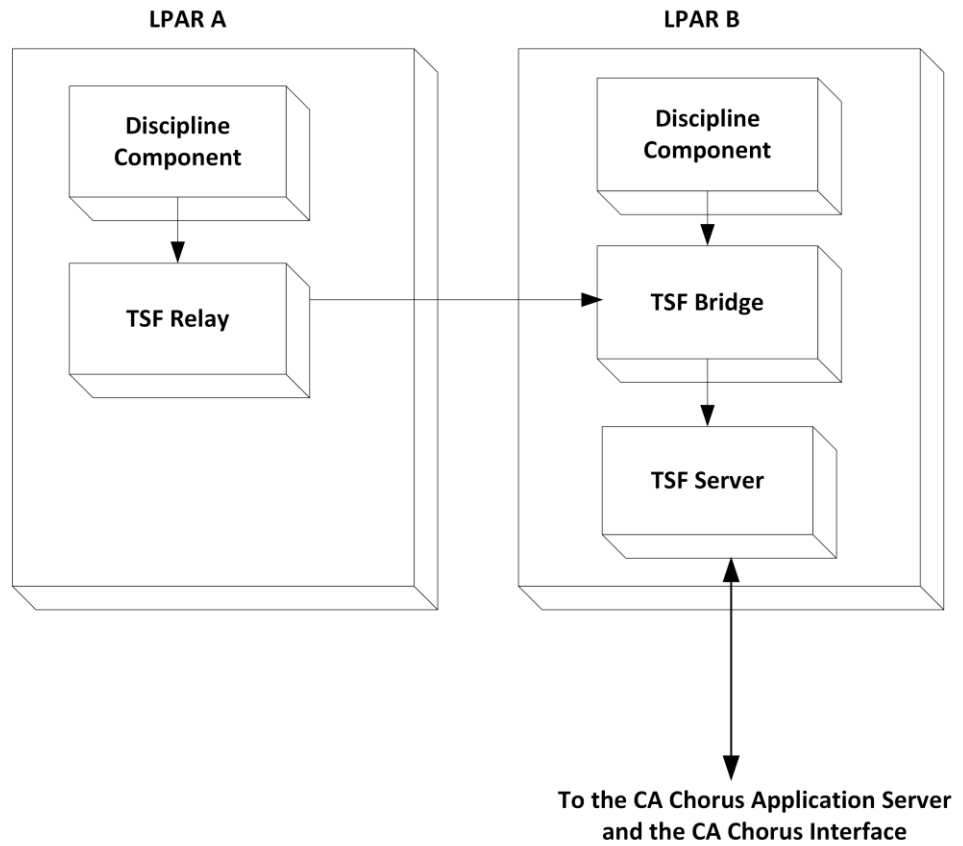 LPAR A
LPAR B
Discipline
Component
Discipline
Component
TSF Relay
TSF Bridge
TSF Server
To the CA Chorus Application Server
and the CA Chorus Interface